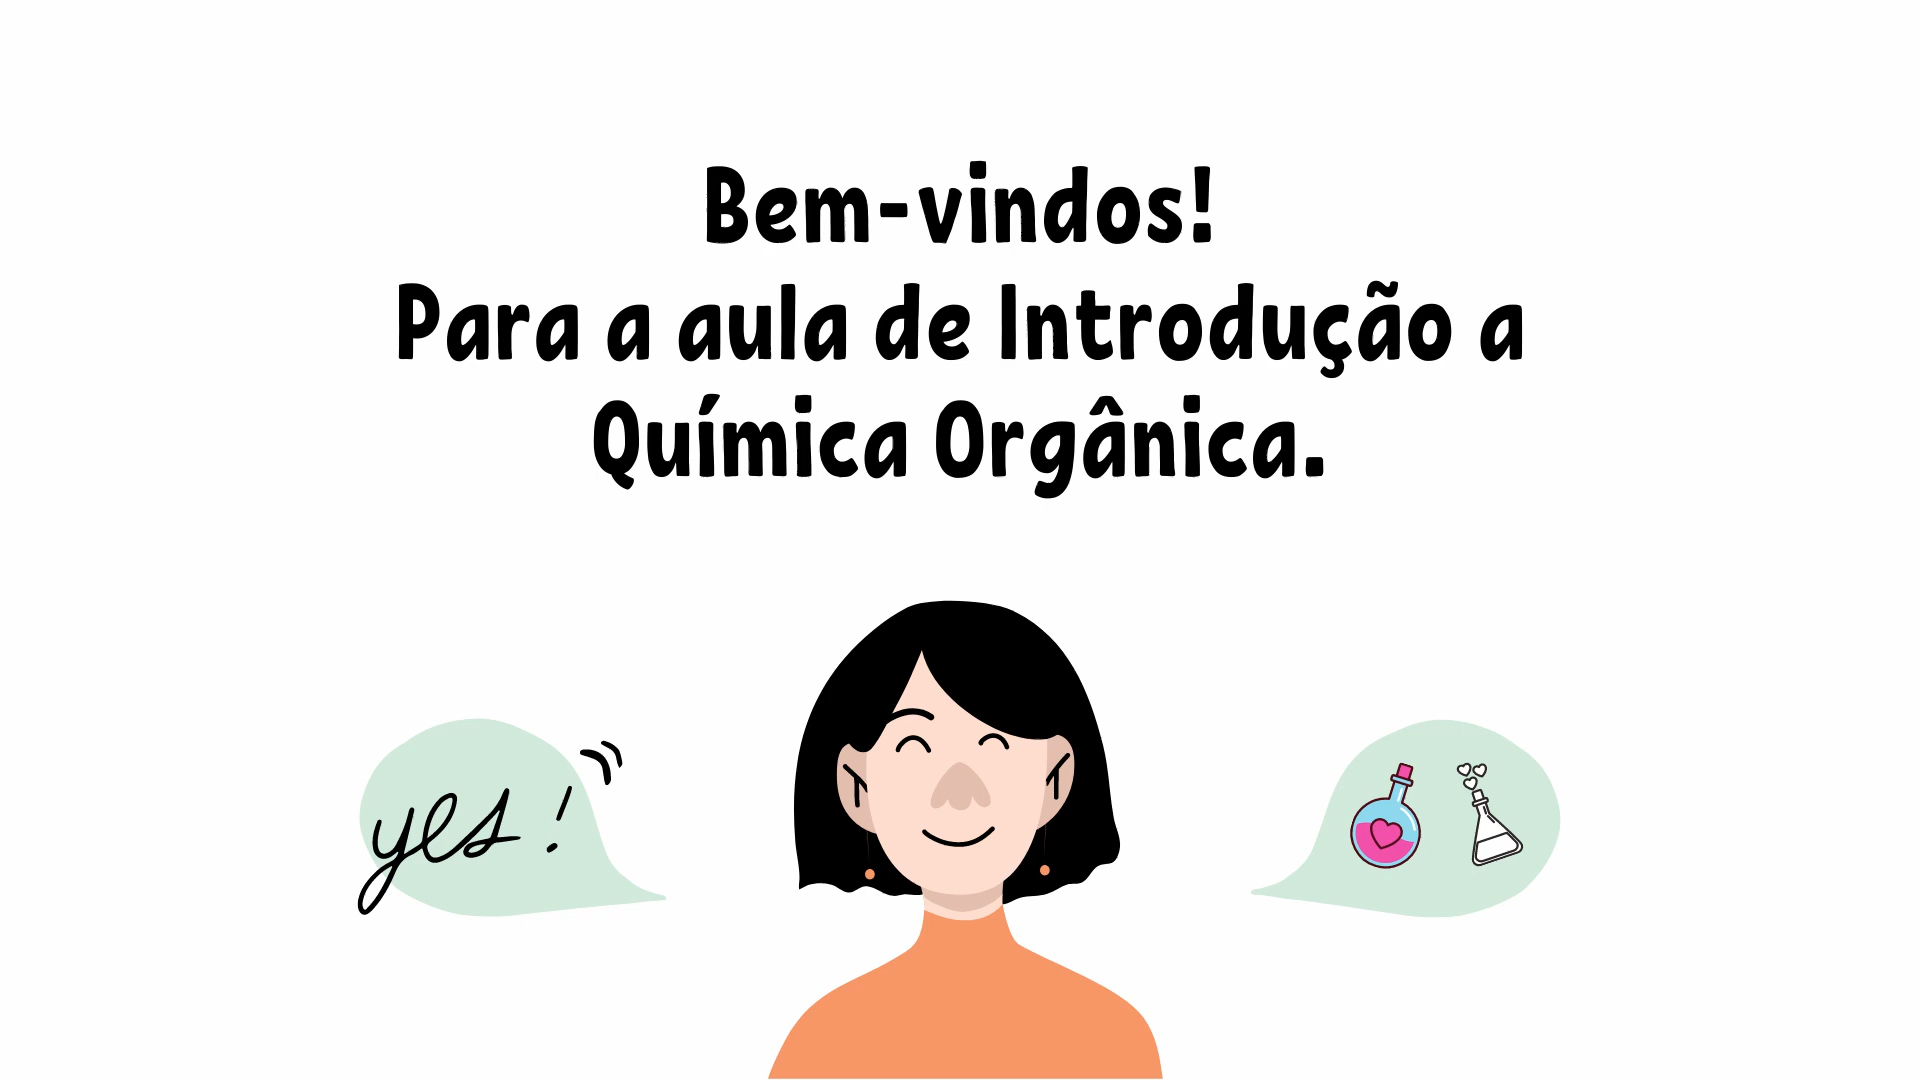 Bem-vindos!
Para a aula de Introdução a
Química Orgânica.
yes!